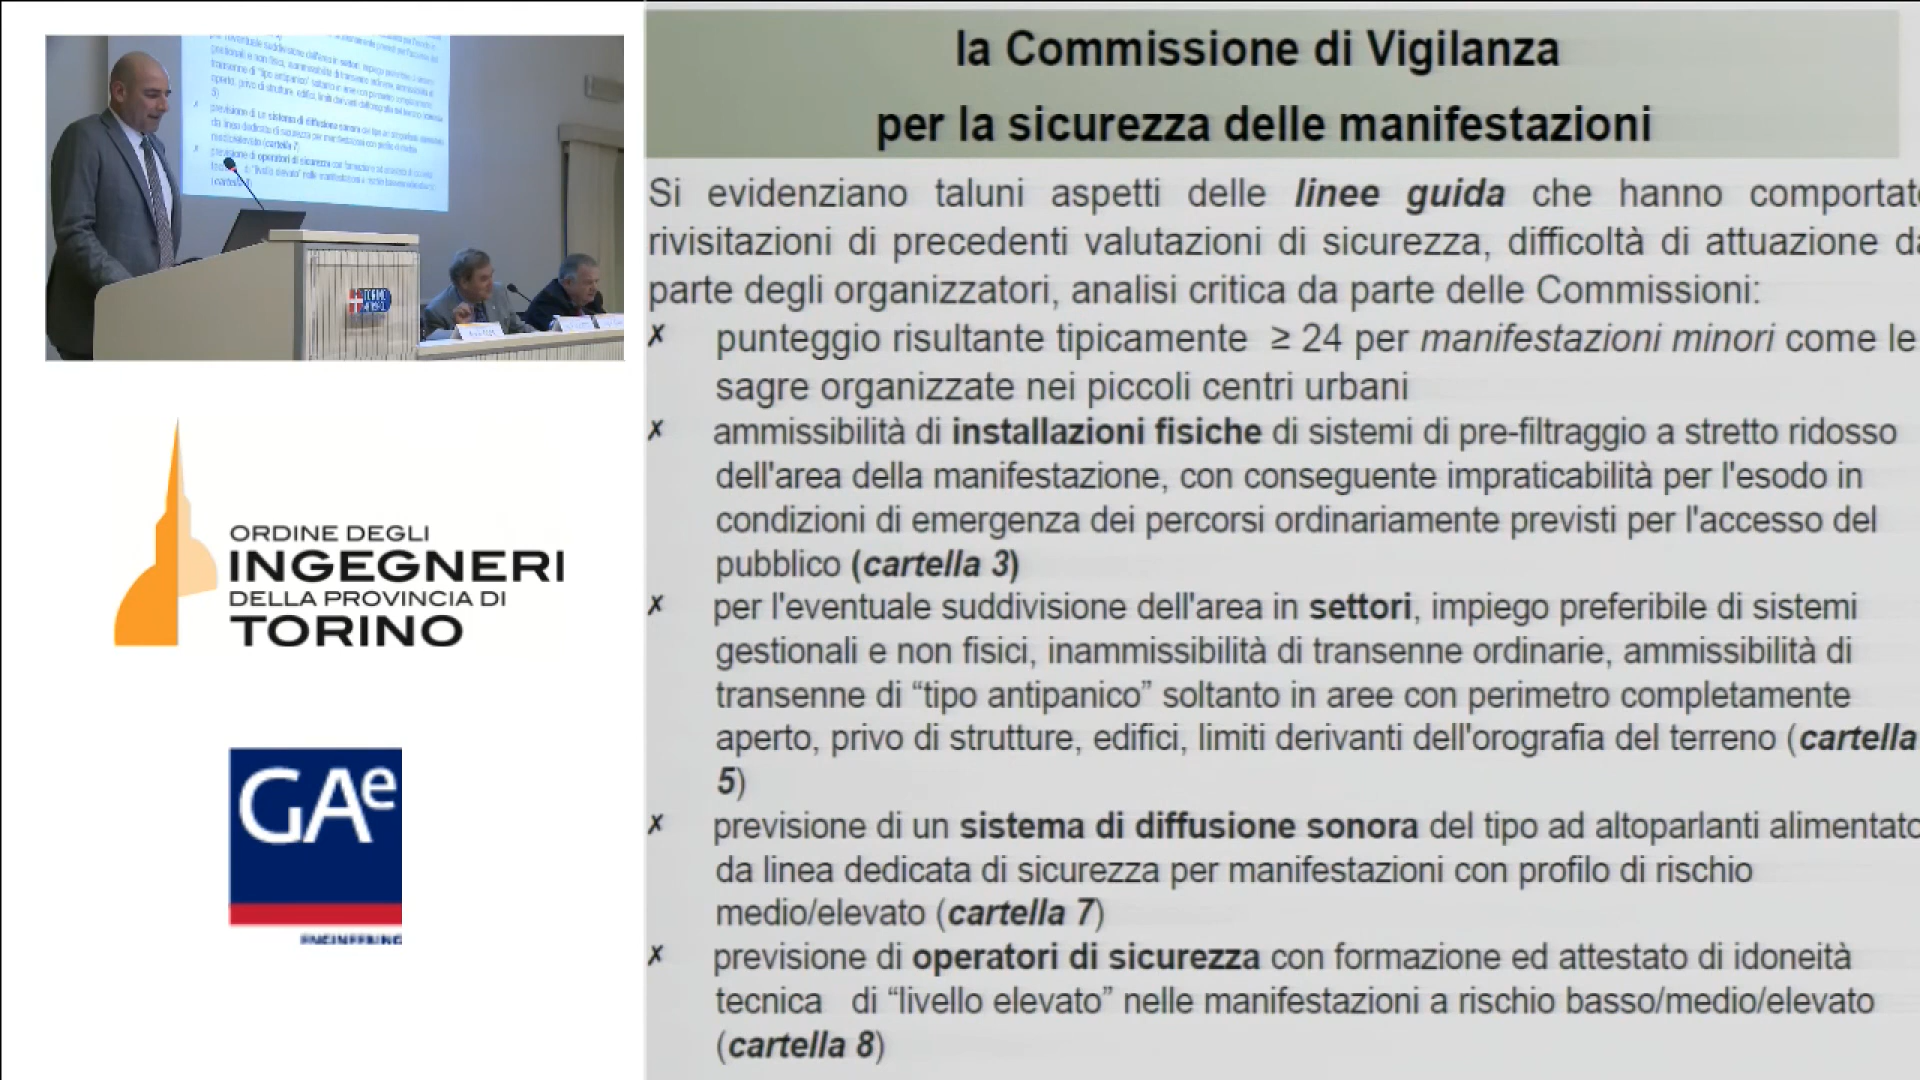 la Commissione di Vigilanza
per la sicurezza delle manifestazioni
Si evidenziano taluni aspetti delle linee guida che hanno comportato
rivisitazioni di precedenti valutazioni di sicurezza, difficoltà di attuazione da
parte degli organizzatori, analisi critica da parte delle Commissioni:
✗ punteggio risultante tipicamente ≥ 24 per manifestazioni minori come le
sagre organizzate nei piccoli centri urbani
✗ ammissibilità di installazioni fisiche di sistemi di pre-filtraggio a stretto ridosso
dell'area della manifestazione, con conseguente impraticabilità per l'esodo in
condizioni di emergenza dei percorsi ordinariamente previsti per l'accesso del
pubblico (cartella 3)
✗ per l'eventuale suddivisione dell'area in settori, impiego preferibile di sistemi
gestionali e non fisici, inammissibilità di transenne ordinarie, ammissibilità di
transenne di “tipo antipanico” soltanto in aree con perimetro completamente
aperto, privo di strutture, edifici, limiti derivanti dell'orografia del terreno (cartella
5)
✗ previsione di un sistema di diffusione sonora del tipo ad altoparlanti alimentato
da linea dedicata di sicurezza per manifestazioni con profilo di rischio
medio/elevato (cartella 7)
✗ previsione di operatori di sicurezza con formazione ed attestato di idoneità
tecnica di “livello elevato” nelle manifestazioni a rischio basso/medio/elevato
(cartella 8)
ORDINE DEGLI
INGEGNERI
DELLA PROVINCIA DI
TORINO
GAe
ENGINEERING